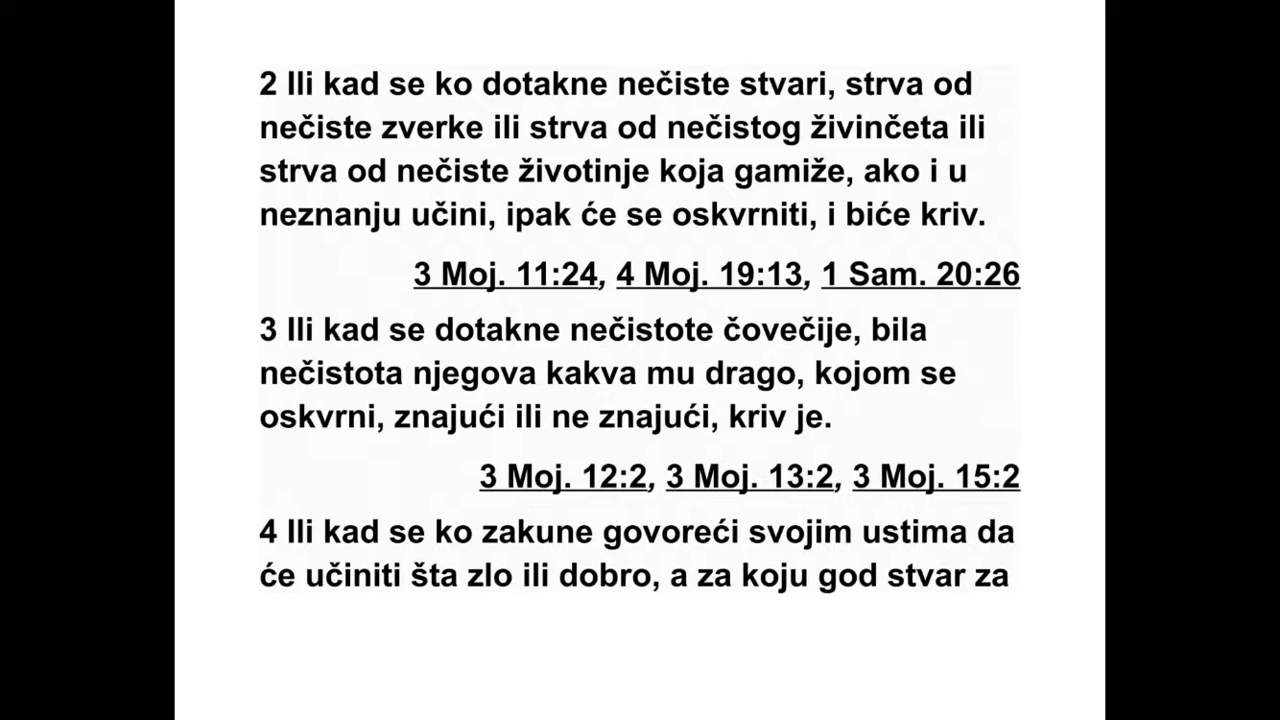 2 Ili kad se ko dotakne nečiste stvari, strva od
nečiste zverke ili strva od nečistog živinčeta ili
strva od nečiste životinje koja gamiže, ako i u
neznanju učini, ipak će se oskvrniti, i biće kriv.
3 Moj. 11:24, 4 Moj. 19:13, 1 Sam. 20:26
3 Ili kad se dotakne nečistote čovečije, bila
nečistota njegova kakva mu drago, kojom se
oskvrni, znajući ili ne znajući, kriv je.
3 Moj. 12:2, 3 Moj. 13:2, 3 Moj. 15:2
4 Ili kad se ko zakune govoreći svojim ustima da
će učiniti šta zlo ili dobro, a za koju god stvar za